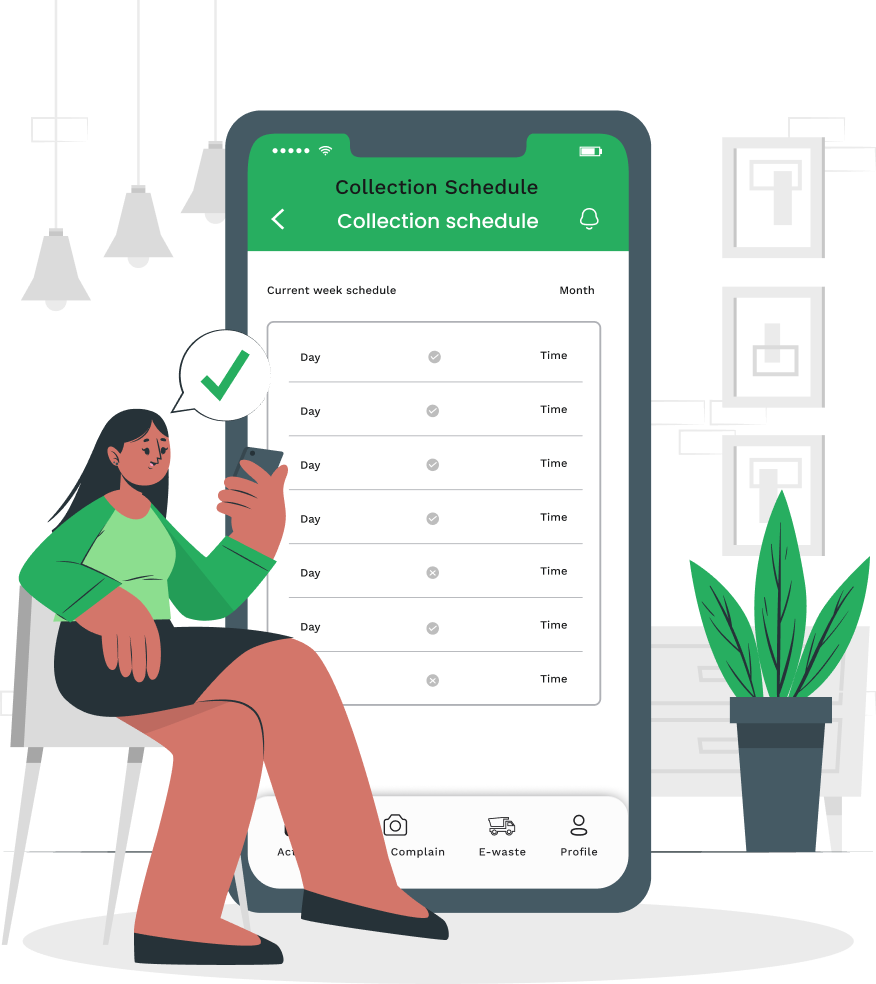 Collection Schedule
Collection schedule
Current week schedule Month
Day Time
Day Time
Day Time
Day Time
Day Time
Day Time
Time
Complain E-waste Profile